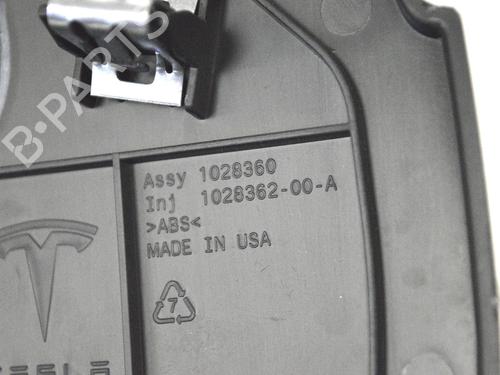 B-PARTS
Assy 1028360
Inj 1028362-00-A
>ABS<
MADE IN USA
7